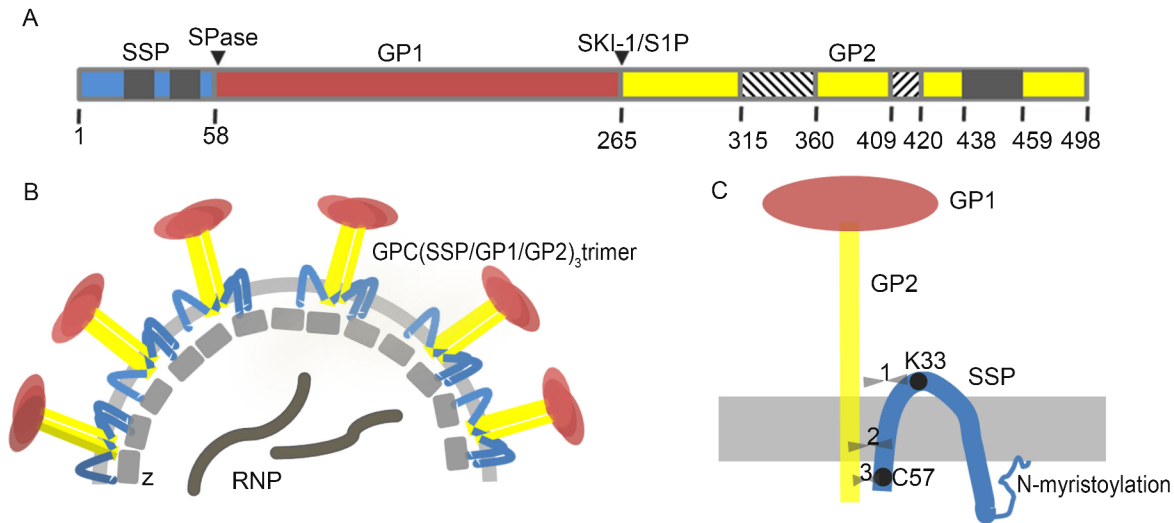 A
SPase
SSP
GP1
SKI-1/S1P
GP2
1
58
265
315
360
409
420
438
459
498
B
GPC(SSP/GP1/GP2)₃trimer
z
RNP
C
GP1
GP2
1
K33
SSP
2
3
C57
N-myristoylation